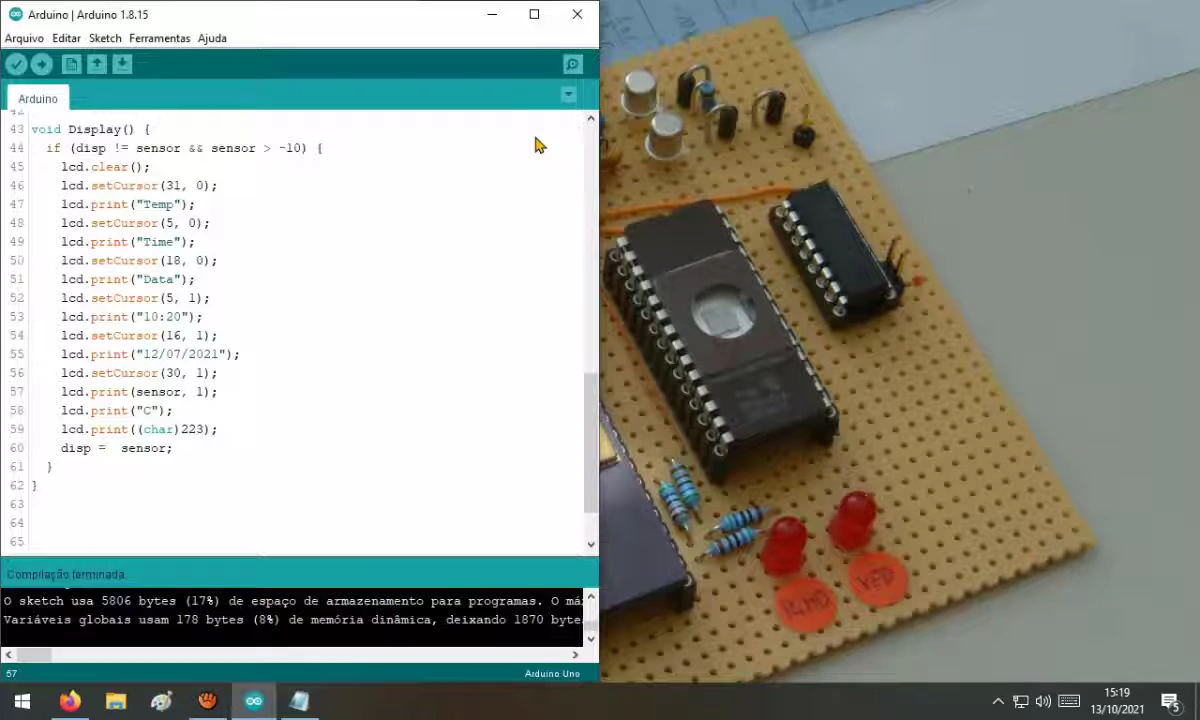 Arduino | Arduino 1.8.15
Arquivo Editar Sketch Ferramentas Ajuda
Arduino
42
43 void Display() {
44 if (disp != sensor && sensor > -10) {
45 lcd.clear();
46 lcd.setCursor(31, 0);
47 lcd.print("Temp");
48 lcd.setCursor(5, 0);
49 lcd.print("Time");
50 lcd.setCursor(18, 0);
51 lcd.print("Data");
52 lcd.setCursor(5, 1);
53 lcd.print("10:20");
54 lcd.setCursor(16, 1);
55 lcd.print("12/07/2021");
56 lcd.setCursor(30, 1);
57 lcd.print(sensor, 1);
58 lcd.print("C");
59 lcd.print((char)223);
60 disp =  sensor;
61 }
62 }
63
64
65
Compilação terminada.
O sketch usa 5806 bytes (17%) de espaço de armazenamento para programas. O má
Variáveis globais usam 178 bytes (8%) de memória dinâmica, deixando 1870 byte
57
Arduino Uno
15:19
13/10/2021
5